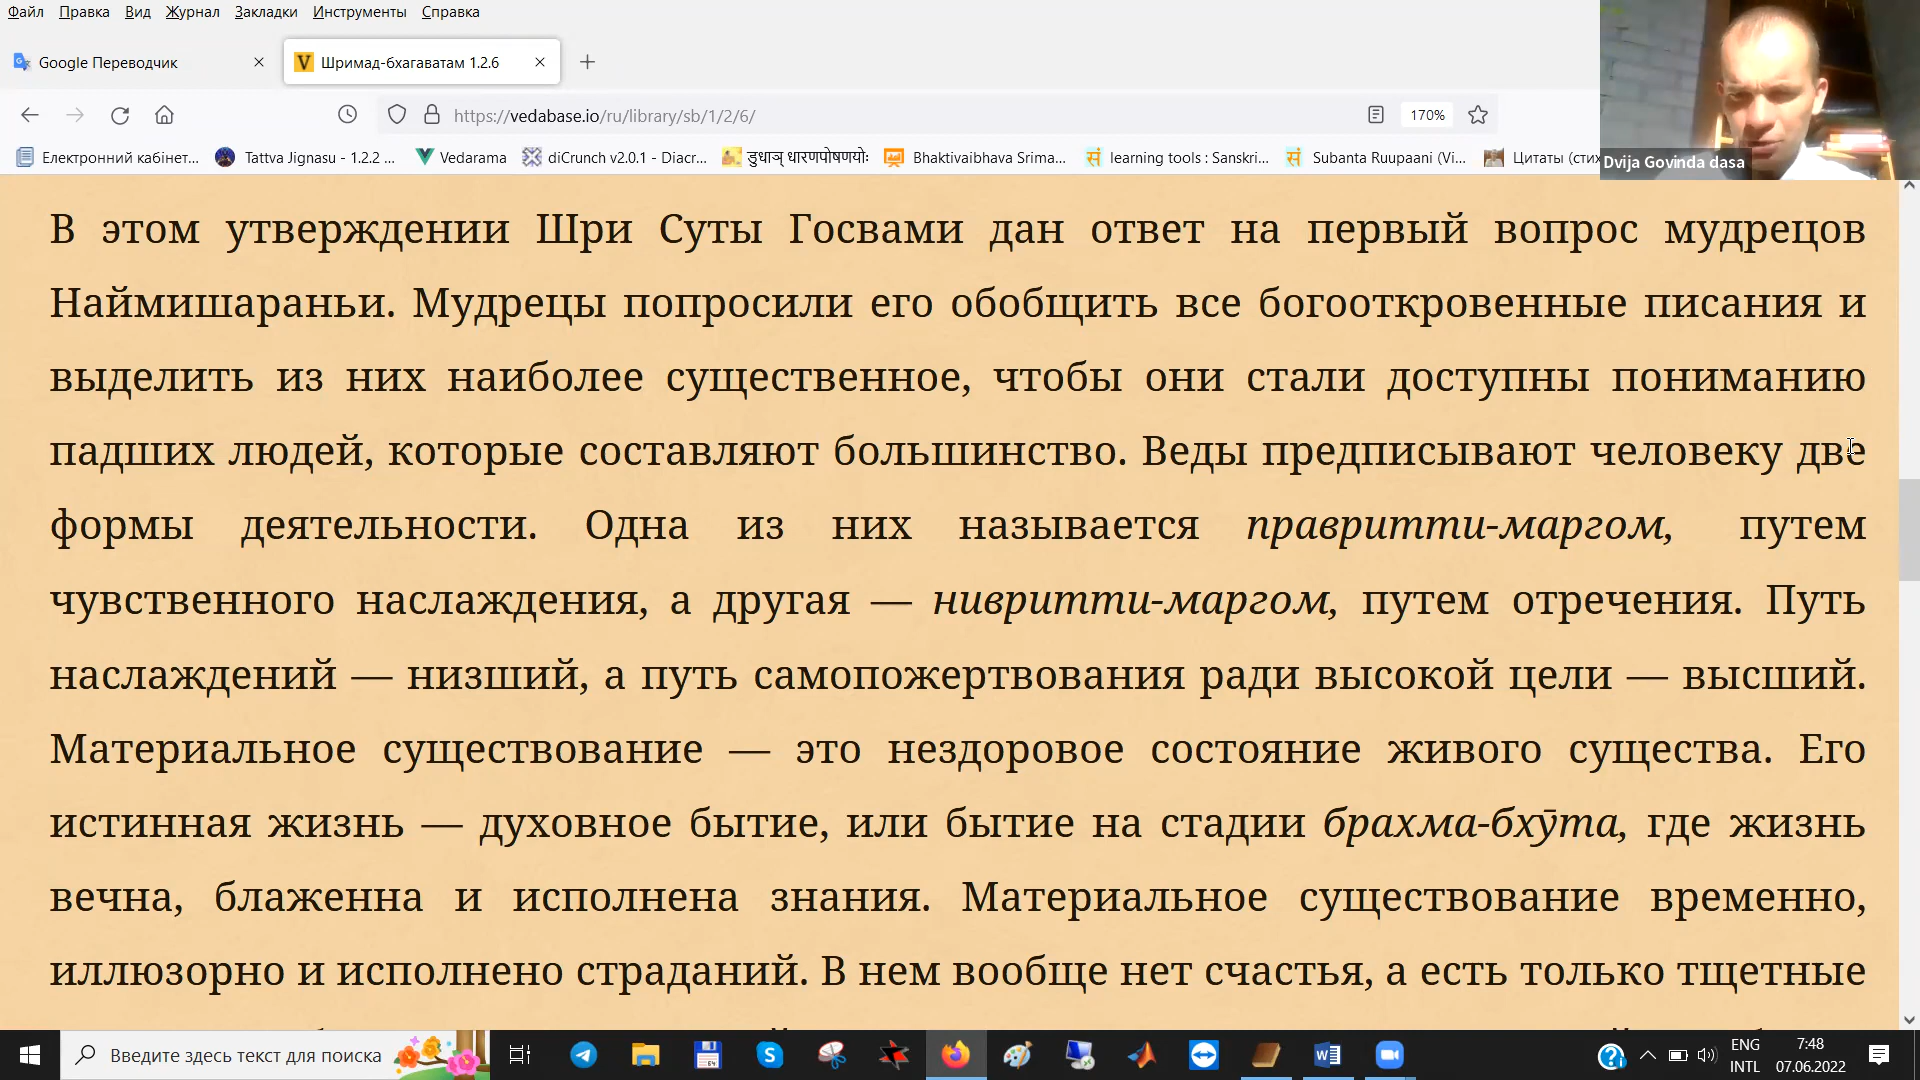 Файл Правка Вид Журнал Закладки Инструменты Справка
Google Переводчик
Шримад-бхагаватам 1.2.6
https://vedabase.io/ru/library/sb/1/2/6/
170%
Електронний кабінет...
Tattva Jignasu - 1.2.2 ...
Vedarama
diCrunch v2.0.1 - Diacr...
डुधाञ् धारणपोषणयोः
Bhaktivaibhava Srima...
learning tools : Sanskri...
Subanta Ruupaani (Vi...
Цитаты (стих
Dvija Govinda dasa
В этом утверждении Шри Суты Госвами дан ответ на первый вопрос мудрецов
Наймишараньи. Мудрецы попросили его обобщить все богооткровенные писания и
выделить из них наиболее существенное, чтобы они стали доступны пониманию
падших людей, которые составляют большинство. Веды предписывают человеку две
формы деятельности. Одна из них называется правритти-маргом, путем
чувственного наслаждения, а другая — нивритти-маргом, путем отречения. Путь
наслаждений — низший, а путь самопожертвования ради высокой цели — высший.
Материальное существование — это нездоровое состояние живого существа. Его
истинная жизнь — духовное бытие, или бытие на стадии брахма-бхӯта, где жизнь
вечна, блаженна и исполнена знания. Материальное существование временно,
иллюзорно и исполнено страданий. В нем вообще нет счастья, а есть только тщетные
Введите здесь текст для поиска
ENG
INTL
7:48
07.06.2022